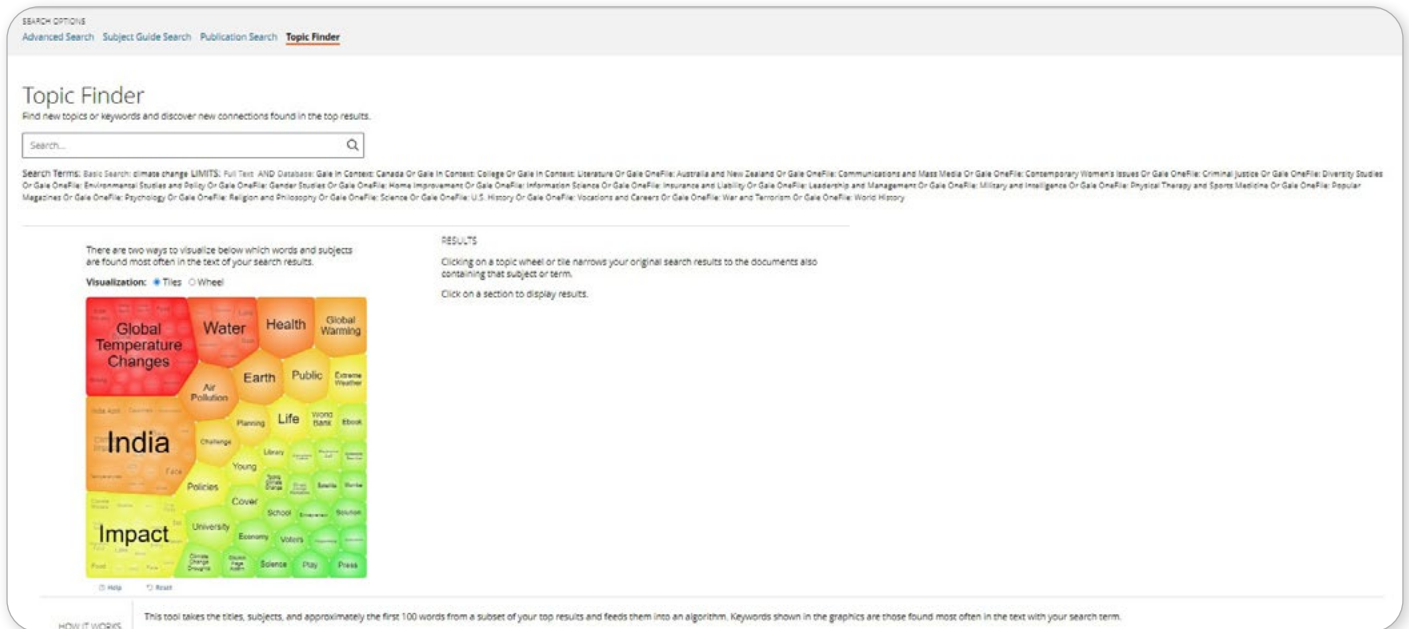 SEARCH OPTIONS
Advanced Search Subject Guide Search Publication Search Topic Finder
Topic Finder
Find new topics or keywords and discover new connections found in the top results.
Search...
Search Terms: Basic Search: climate change LIMITS: Full Text AND Database: Gale In Context: Canada Or Gale In Context: College Or Gale In Context: Literature Or Gale OneFile: Australia and New Zealand Or Gale OneFile: Communications and Mass Media Or Gale OneFile: Contemporary Women's Issues Or Gale OneFile: Criminal Justice Or Gale OneFile: Diversity Studies
Or Gale OneFile: Environmental Studies and Policy Or Gale OneFile: Gender Studies Or Gale OneFile: Home Improvement Or Gale OneFile: Information Science Or Gale OneFile: Insurance and Liability Or Gale OneFile: Leadership and Management Or Gale OneFile: Military and Intelligence Or Gale OneFile: Physical Therapy and Sports Medicine Or Gale OneFile: Popular
Magazines Or Gale OneFile: Psychology Or Gale OneFile: Religion and Philosophy Or Gale OneFile: Science Or Gale OneFile: U.S. History Or Gale OneFile: Vocations and Careers Or Gale OneFile: War and Terrorism Or Gale OneFile: World History
There are two ways to visualize below which words and subjects
are found most often in the text of your search results.
Visualization: Tiles Wheel
RESULTS
Clicking on a topic wheel or tile narrows your original search results to the documents also
containing that subject or term.
Click on a section to display results.
Global
Temperature
Changes
Water
Health
Global
Warming
Air
Pollution
Earth
Public
Extreme
Weather
India
Planning
Life
World
Bank
Ebook
Challenge
Library
Young
Policies
Cover
Satellite
School
Solution
Impact
University
Economy
Voters
Climate
Change
Droughts
Science
Play
Press
Help Reset
HOW IT WORKS
This tool takes the titles, subjects, and approximately the first 100 words from a subset of your top results and feeds them into an algorithm. Keywords shown in the graphics are those found most often in the text with your search term.